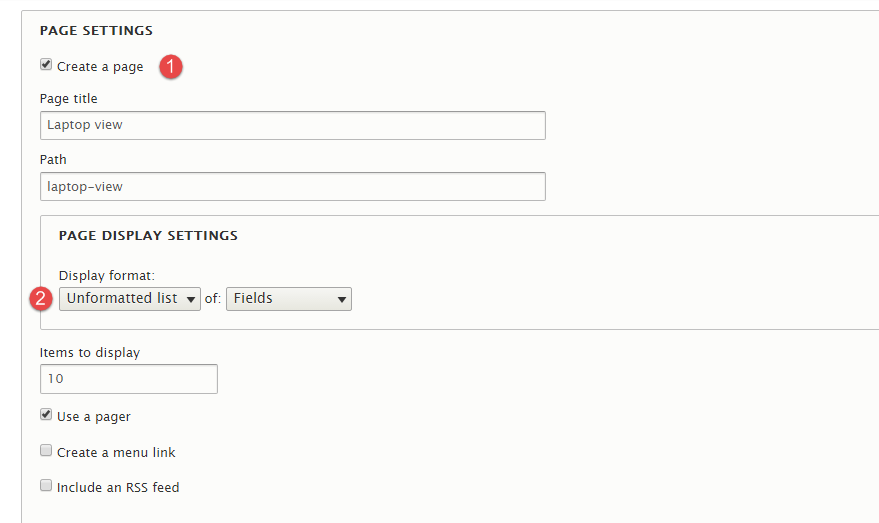 PAGE SETTINGS
Create a page 1
Page title
Laptop view
Path
laptop-view
PAGE DISPLAY SETTINGS
Display format:
2 Unformatted list of: Fields
Items to display
10
Use a pager
Create a menu link
Include an RSS feed